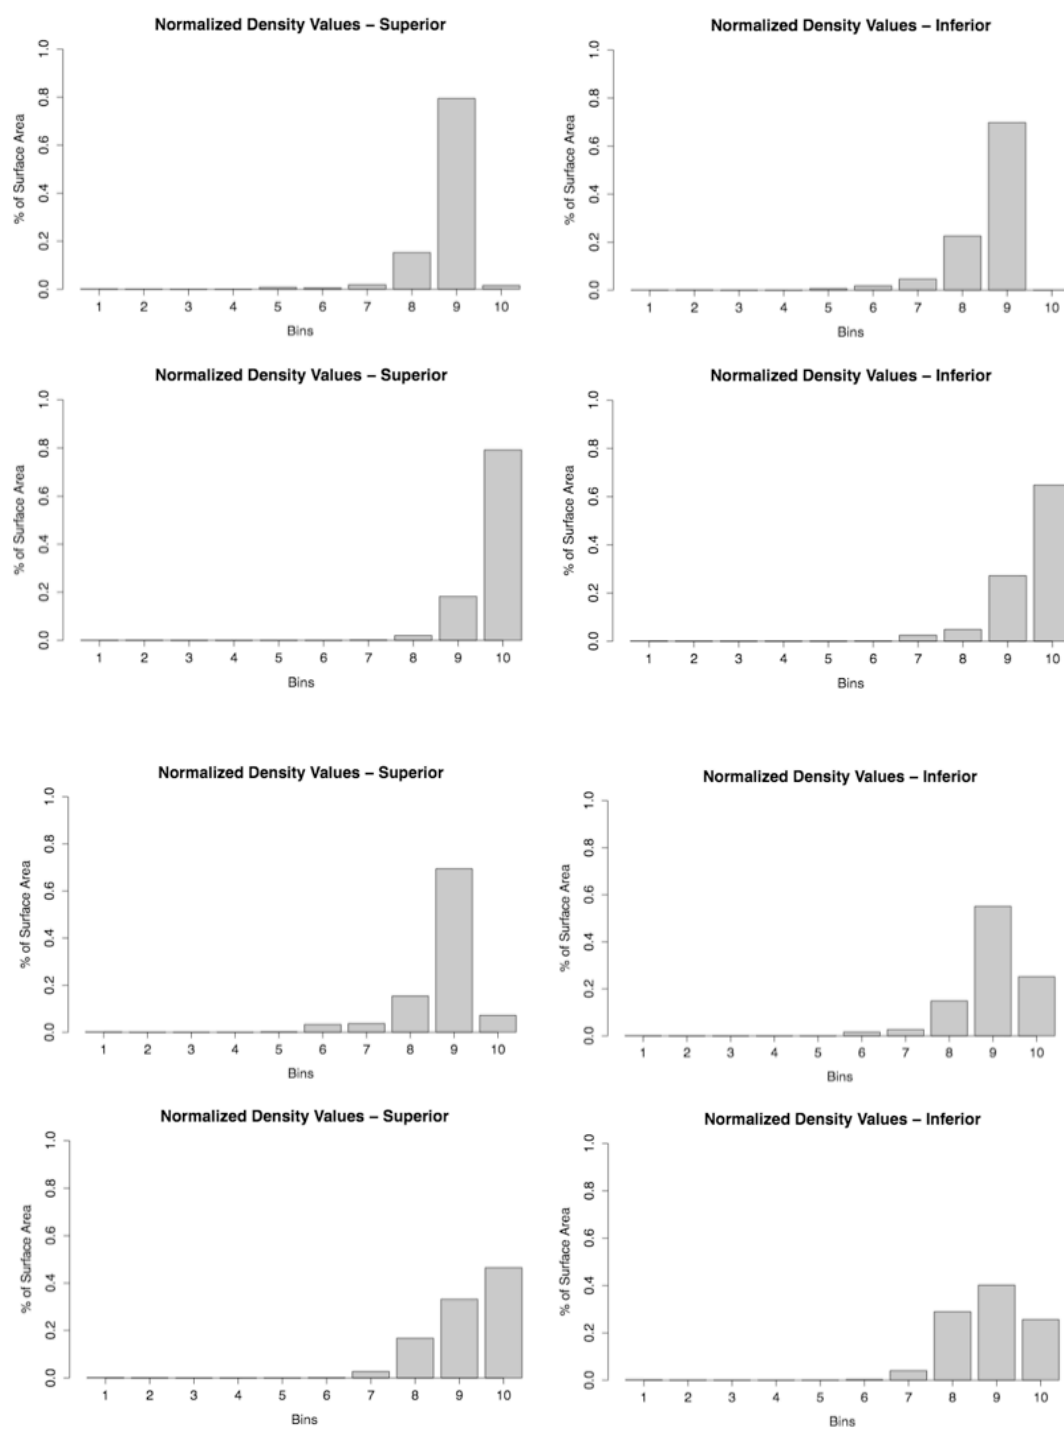 Normalized Density Values – Superior
% of Surface Area
1.0
0.8
0.6
0.4
0.2
0.0
1 2 3 4 5 6 7 8 9 10
Bins
Normalized Density Values – Inferior
% of Surface Area
1.0
0.8
0.6
0.4
0.2
0.0
1 2 3 4 5 6 7 8 9 10
Bins
Normalized Density Values – Superior
% of Surface Area
1.0
0.8
0.6
0.4
0.2
0.0
1 2 3 4 5 6 7 8 9 10
Bins
Normalized Density Values – Inferior
% of Surface Area
1.0
0.8
0.6
0.4
0.2
0.0
1 2 3 4 5 6 7 8 9 10
Bins
Normalized Density Values – Superior
% of Surface Area
1.0
0.8
0.6
0.4
0.2
0.0
1 2 3 4 5 6 7 8 9 10
Bins
Normalized Density Values – Inferior
% of Surface Area
1.0
0.8
0.6
0.4
0.2
0.0
1 2 3 4 5 6 7 8 9 10
Bins
Normalized Density Values – Superior
% of Surface Area
1.0
0.8
0.6
0.4
0.2
0.0
1 2 3 4 5 6 7 8 9 10
Bins
Normalized Density Values – Inferior
% of Surface Area
1.0
0.8
0.6
0.4
0.2
0.0
1 2 3 4 5 6 7 8 9 10
Bins